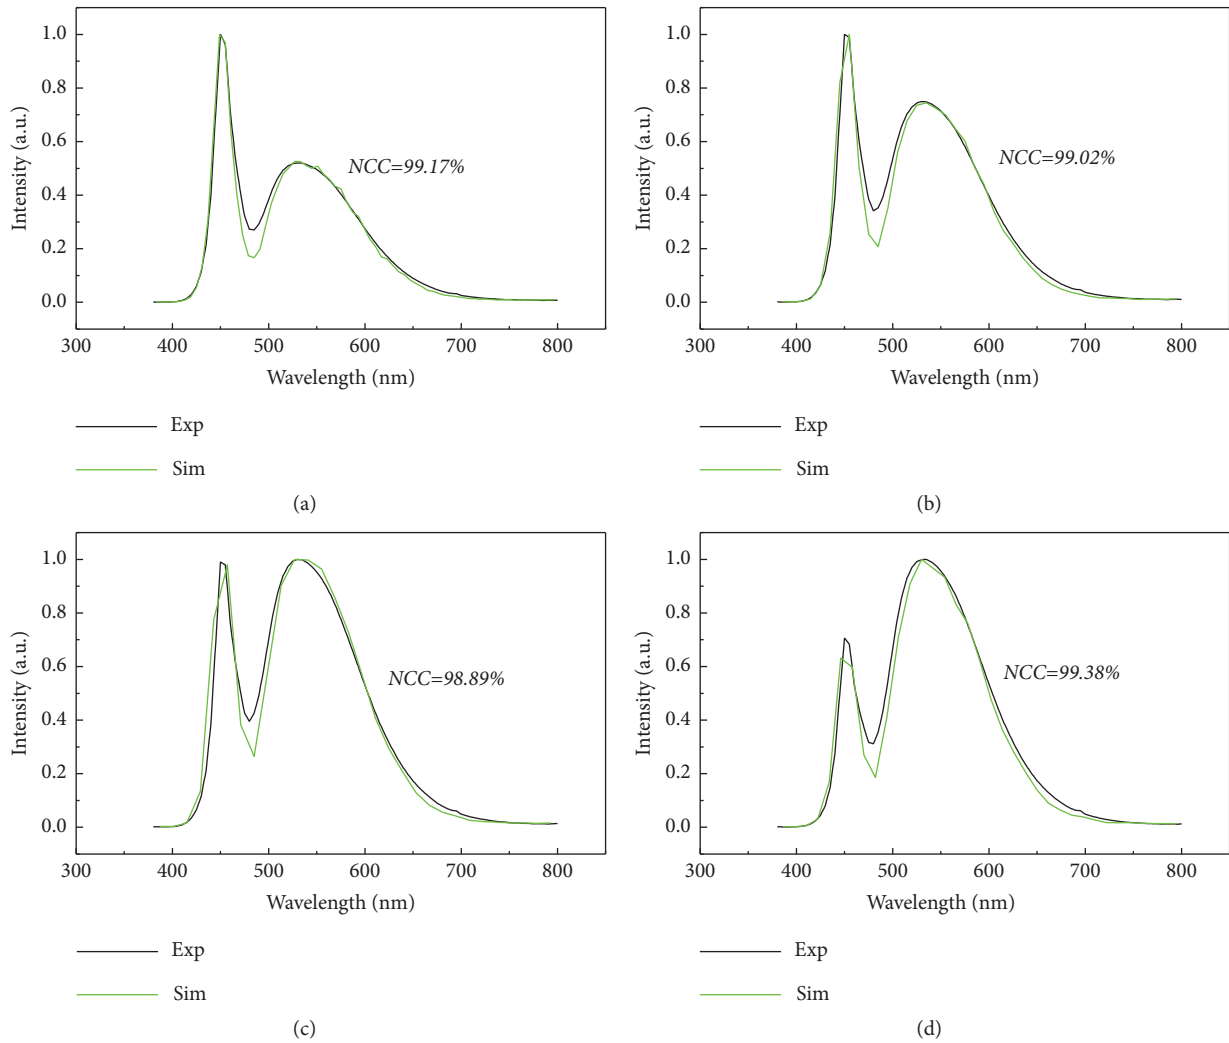 1.0
0.8
0.6
0.4
0.2
0.0
Intensity (a.u.)
NCC=99.17%
300 400 500 600 700 800
Wavelength (nm)
Exp
Sim
(a)
1.0
0.8
0.6
0.4
0.2
0.0
Intensity (a.u.)
NCC=99.02%
300 400 500 600 700 800
Wavelength (nm)
Exp
Sim
(b)
1.0
0.8
0.6
0.4
0.2
0.0
Intensity (a.u.)
NCC=98.89%
300 400 500 600 700 800
Wavelength (nm)
Exp
Sim
(c)
1.0
0.8
0.6
0.4
0.2
0.0
Intensity (a.u.)
NCC=99.38%
300 400 500 600 700 800
Wavelength (nm)
Exp
Sim
(d)